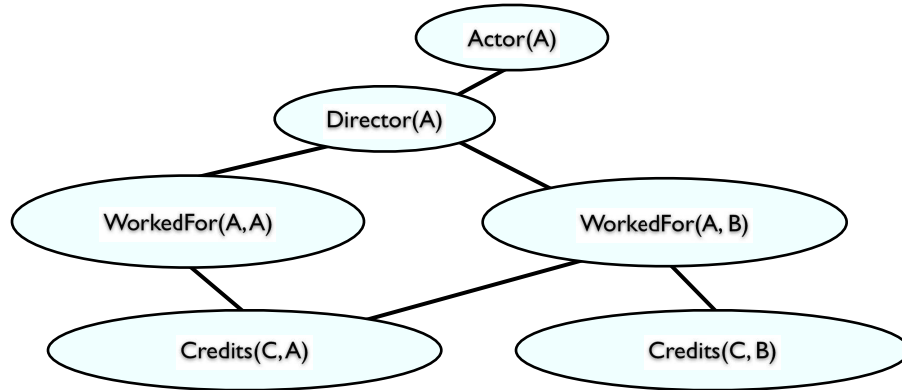 Actor(A)
Director(A)
WorkedFor(A, A)
WorkedFor(A, B)
Credits(C, A)
Credits(C, B)